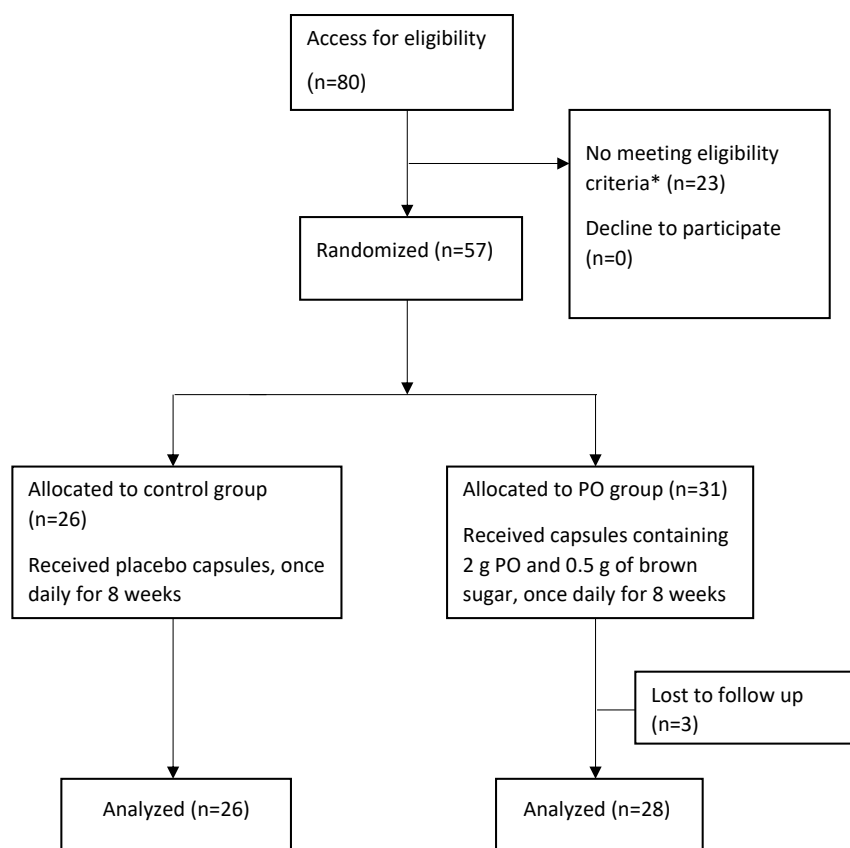 Access for eligibility
(n=80)
No meeting eligibility
criteria* (n=23)
Decline to participate
(n=0)
Randomized (n=57)
Allocated to control group
(n=26)
Received placebo capsules, once
daily for 8 weeks
Allocated to PO group (n=31)
Received capsules containing
2 g PO and 0.5 g of brown
sugar, once daily for 8 weeks
Lost to follow up
(n=3)
Analyzed (n=26)
Analyzed (n=28)